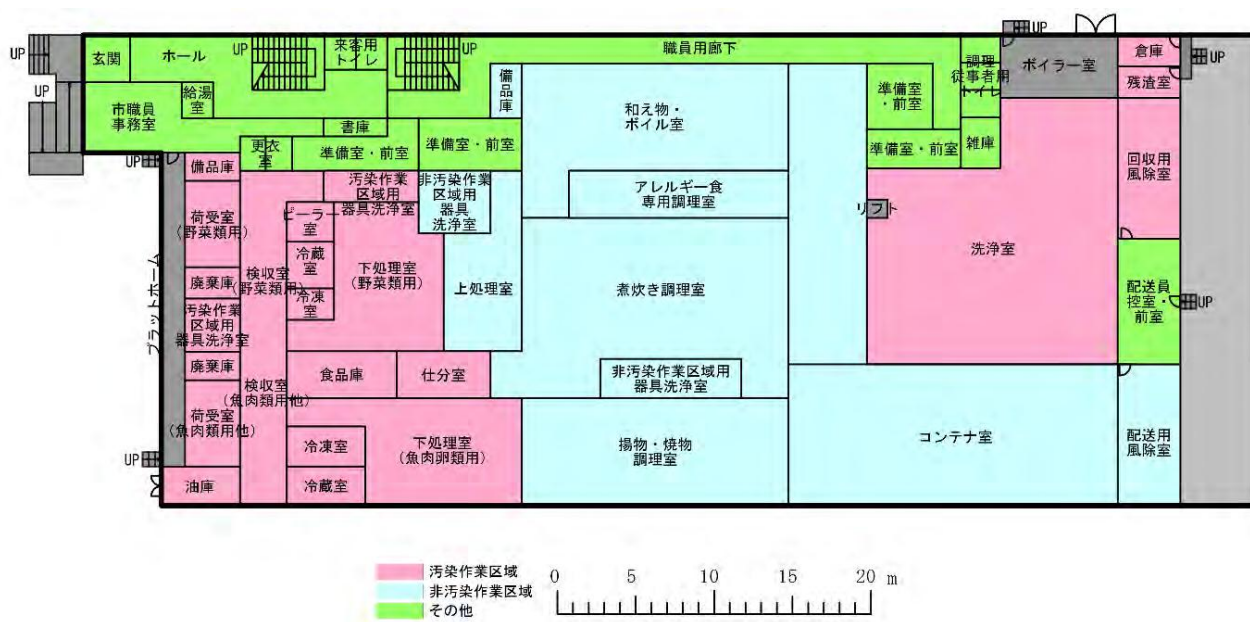 UP
玄関
ホール
UP
来客用
トイレ
UP
職員用廊下
調理
従事者用
トイレ
UP
ボイラー室
倉庫
残渣室
UP
UP
市職員
事務室
給湯
室
書庫
備
品
庫
和え物・
ボイル室
準備室
・前室
UP
更衣
室
準備室・前室
準備室・前室
準備室・前室
雑庫
回収用
風除室
備品庫
荷受室
(野菜類用)
廃棄庫
汚染作業
区域用
器具洗浄室
廃棄庫
荷受室
(魚肉類用他)
油庫
プラットホーム
UP
検収室
(野菜類用)
検収室
(魚肉類用他)
汚染作業
区域用
器具洗浄室
ピーラー
室
冷蔵
室
冷凍
室
下処理室
(野菜類用)
非汚染作業
区域用
器具
洗浄室
上処理室
アレルギー食
専用調理室
煮炊き調理室
リフト
洗浄室
配送員
控室・
前室
UP
食品庫
仕分室
非汚染作業区域用
器具洗浄室
冷凍室
冷蔵室
下処理室
(魚肉卵類用)
揚物・焼物
調理室
コンテナ室
配送用
風除室
汚染作業区域
非汚染作業区域
その他
0 5 10 15 20 m